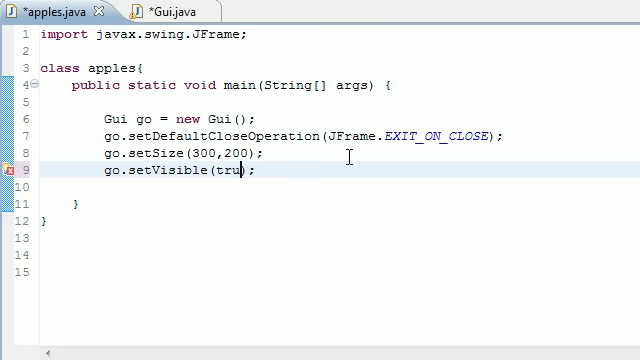 *apples.java *Gui.java
1 import javax.swing.JFrame;
2
3 class apples{
4 public static void main(String[] args) {
5
6 Gui go = new Gui();
7 go.setDefaultCloseOperation(JFrame.EXIT_ON_CLOSE);
8 go.setSize(300,200);
9 go.setVisible(tru);
10
11 }
12 }
13
14
15